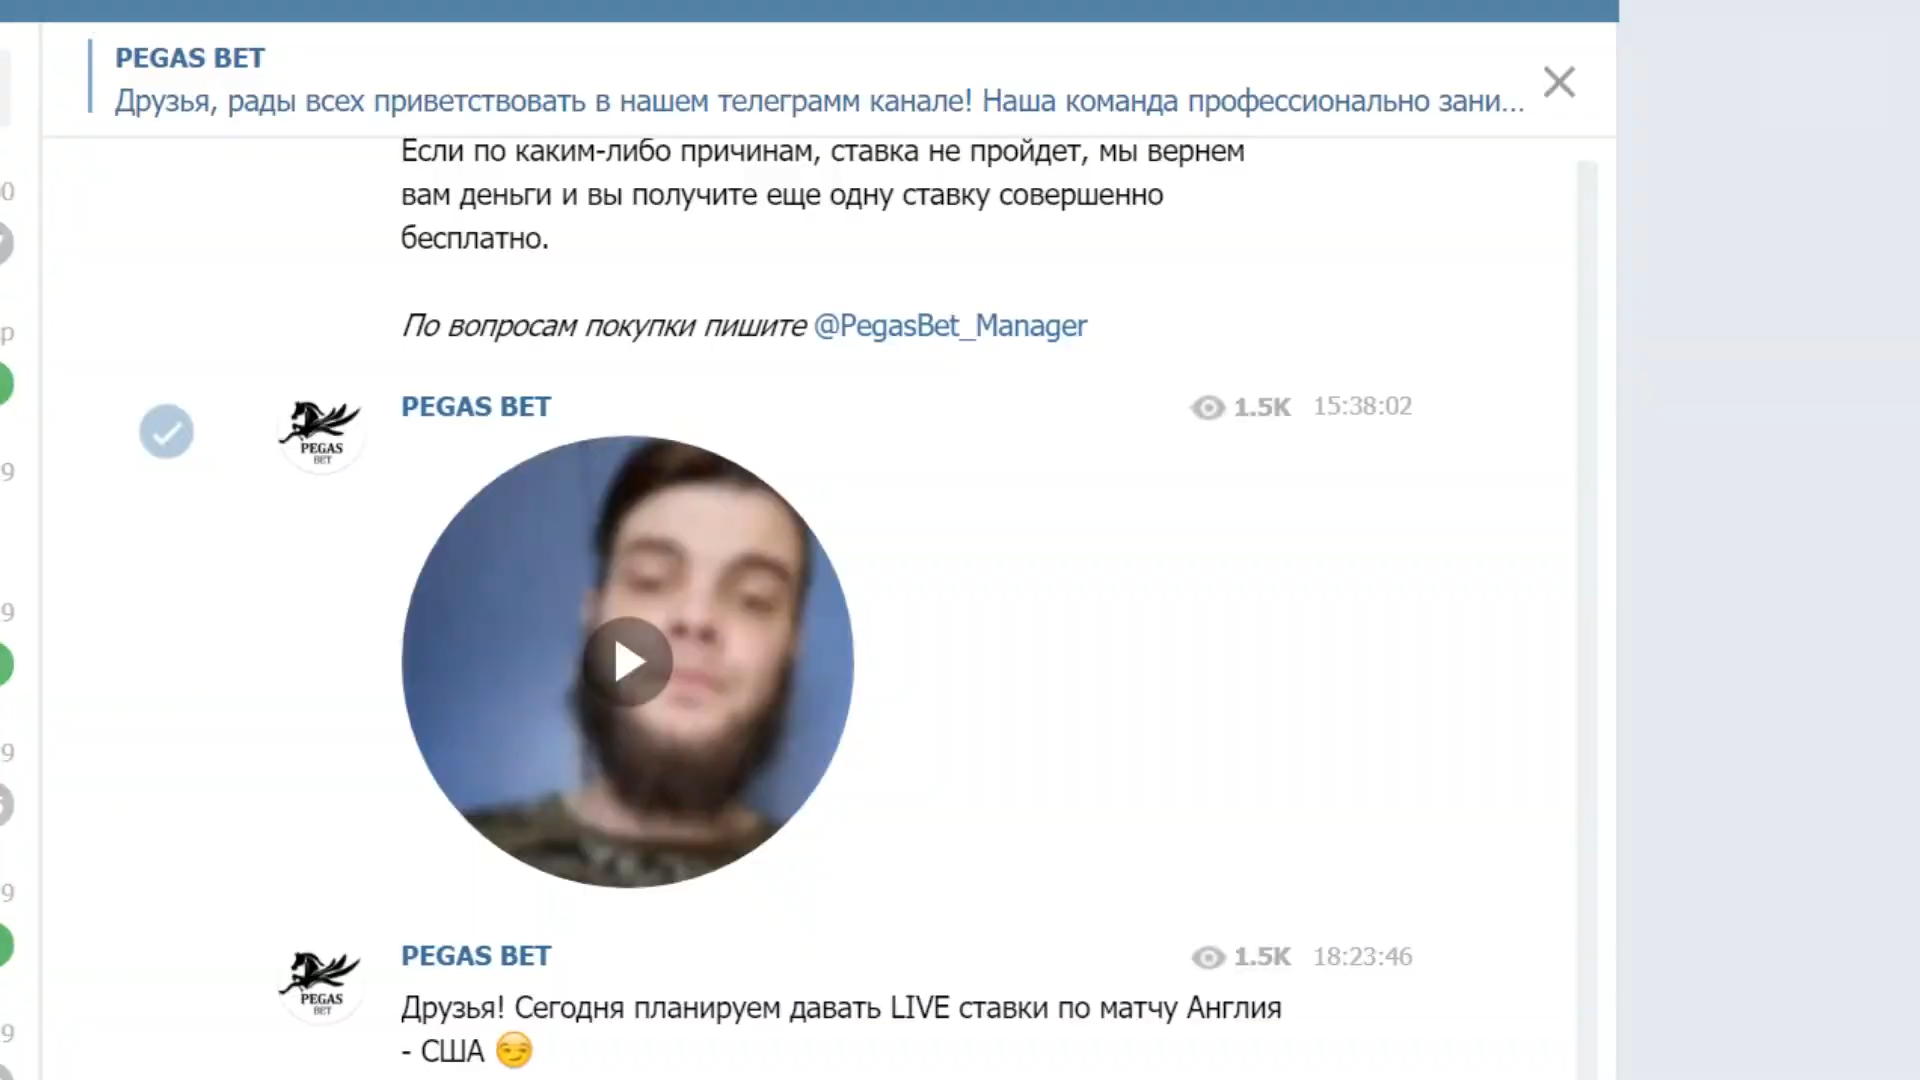 PEGAS BET
Друзья, рады всех приветствовать в нашем телеграмм канале! Наша команда профессионально зани...
Если по каким-либо причинам, ставка не пройдет, мы вернем
вам деньги и вы получите еще одну ставку совершенно
бесплатно.
По вопросам покупки пишите @PegasBet_Manager
PEGAS BET 1.5K 15:38:02
PEGAS
BET
PEGAS BET 1.5K 18:23:46
PEGAS
BET
Друзья! Сегодня планируем давать LIVE ставки по матчу Англия
- США 😏